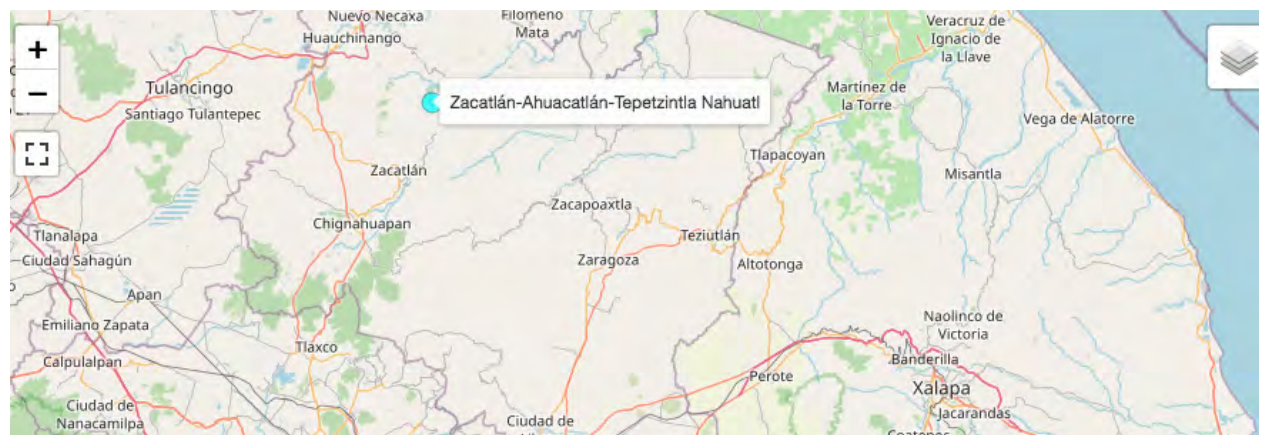 Nuevo Necaxa
Filomeno
Mata
Veracruz de
Ignacio de
la Llave
+
Huauchinango
Tulancingo
−
Zacatlán-Ahuacatlán-Tepetzintla Nahuatl
Martínez de
la Torre
Santiago Tulantepec
Vega de Alatorre
Tlapacoyan
Zacatlán
Misantla
Zacapoaxtla
Chignahuapan
Tlanalapa
Teziutlán
Ciudad Sahagún
Zaragoza
Altotonga
Apan
Naolinco de
Victoria
Emiliano Zapata
Tlaxco
Banderilla
Calpulalpan
Perote
Xalapa
Ciudad de
Nanacamilpa
Jacarandas
Ciudad de